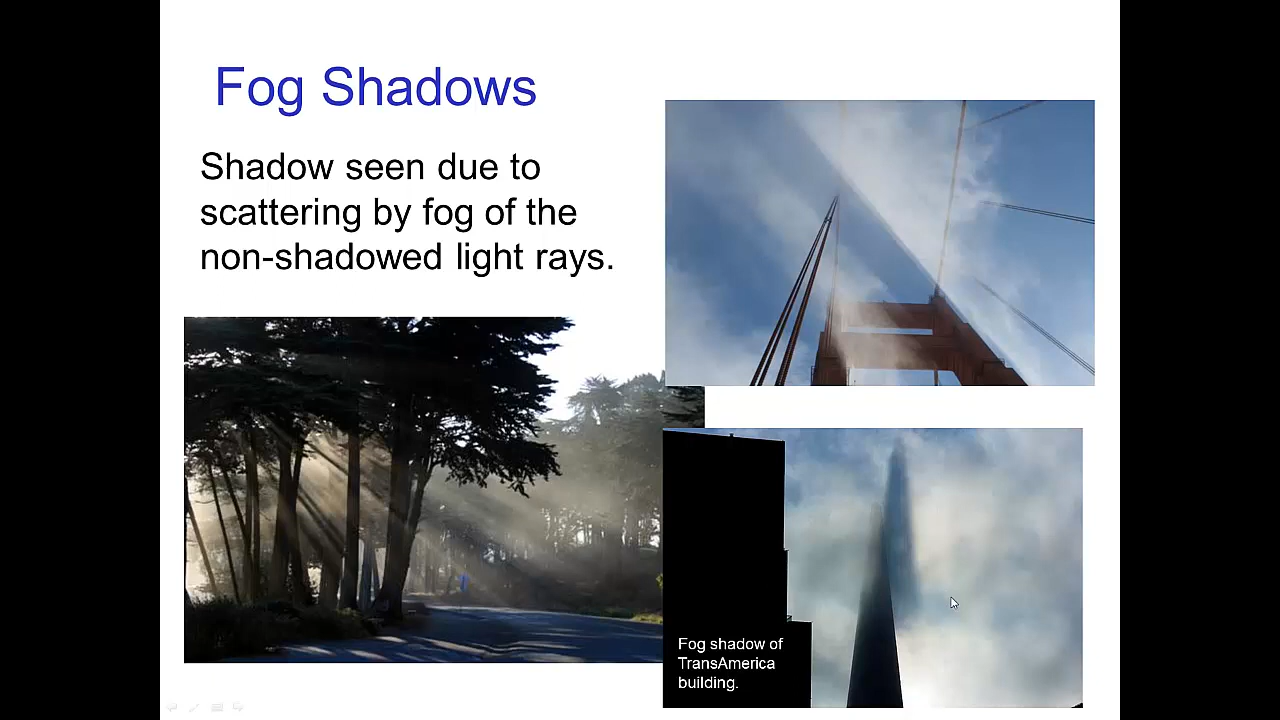 Fog Shadows
Shadow seen due to
scattering by fog of the
non-shadowed light rays.
Fog shadow of
TransAmerica
building.